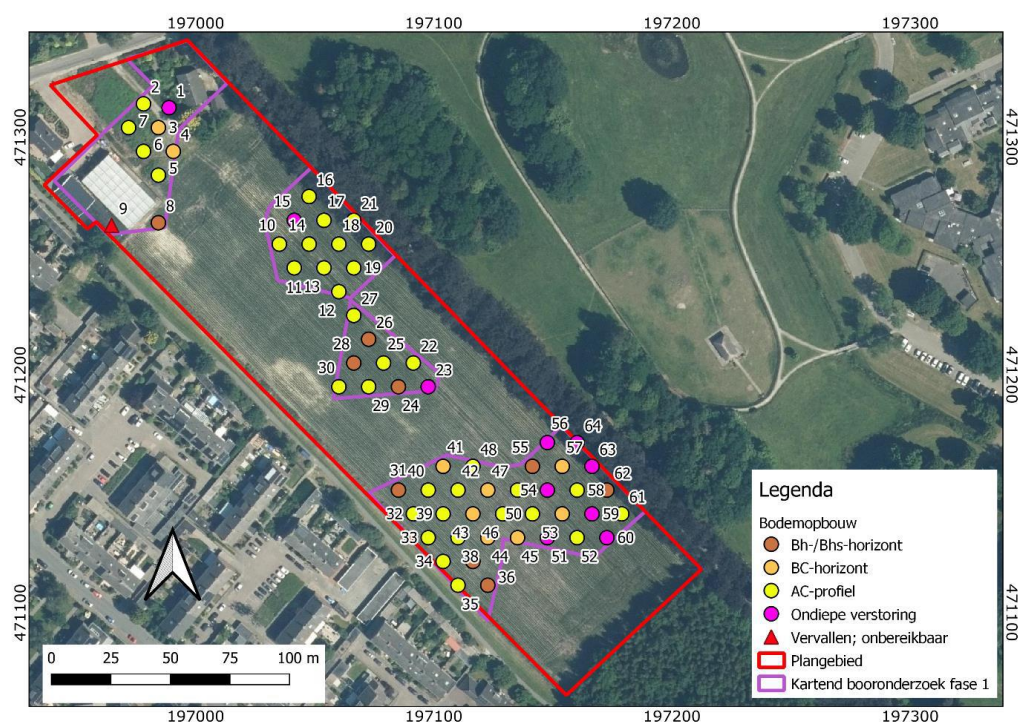 197000 197100 197200 197300
471300
471200
471100
471300
471200
471100
2 1
7 3 4
6
5
9 8
16
15 17
21
10 14 18 20
11 13 19
12 27
26
28 25 22
30 23
29 24
56 64
41 48 55 57 63
31 40 42 47 62
54 58 61
32 39 50 59
33 43 46 53 60
34 38 44 45 51 52
36
35
0 25 50 75 100 m
Legenda
Bodemopbouw
Bh-/Bhs-horizont
BC-horizont
AC-profiel
Ondiepe verstoring
Vervallen; onbereikbaar
Plangebied
Kartend booronderzoek fase 1
197000 197100 197200 197300